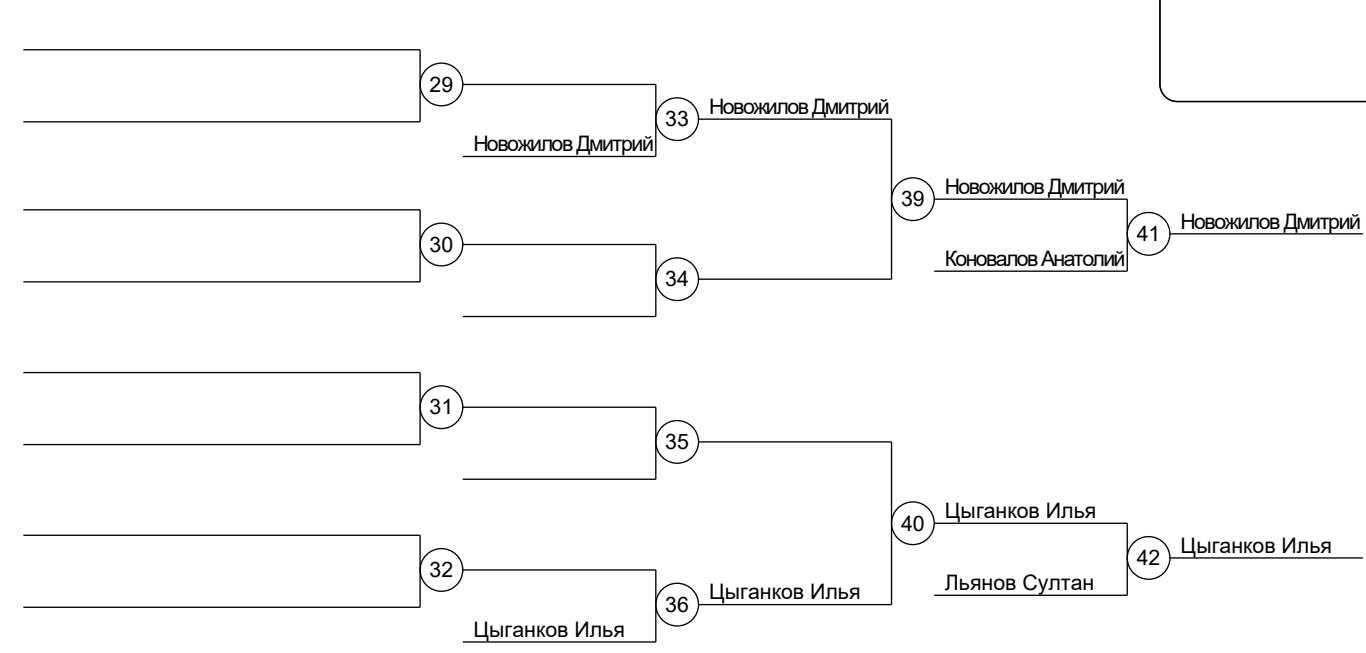 29
33
Новожилов Дмитрий
Новожилов Дмитрий
39
Новожилов Дмитрий
41
Новожилов Дмитрий
30
34
Коновалов Анатолий
31
35
40
Цыганков Илья
42
Цыганков Илья
32
36
Цыганков Илья
Льянов Султан
Цыганков Илья